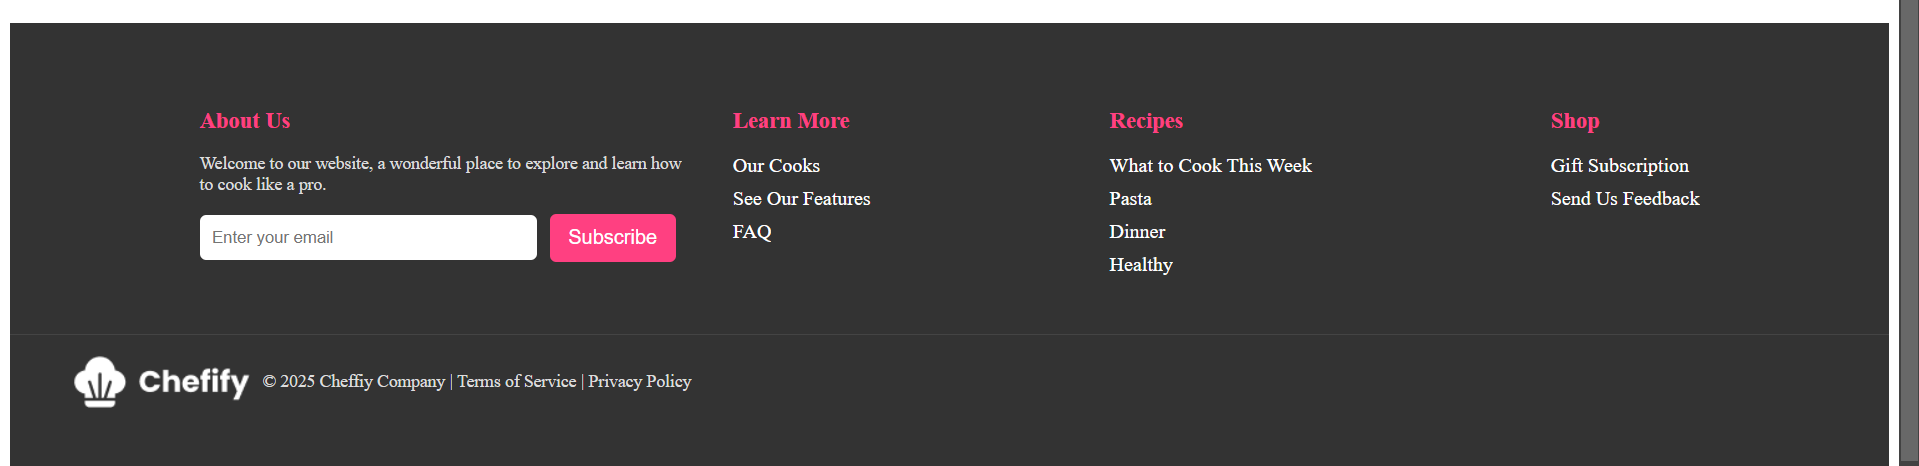 About Us
Welcome to our website, a wonderful place to explore and learn how
to cook like a pro.
Enter your email
Subscribe
Learn More
Our Cooks
See Our Features
FAQ
Recipes
What to Cook This Week
Pasta
Dinner
Healthy
Shop
Gift Subscription
Send Us Feedback
Chefify
© 2025 Cheffiy Company | Terms of Service | Privacy Policy